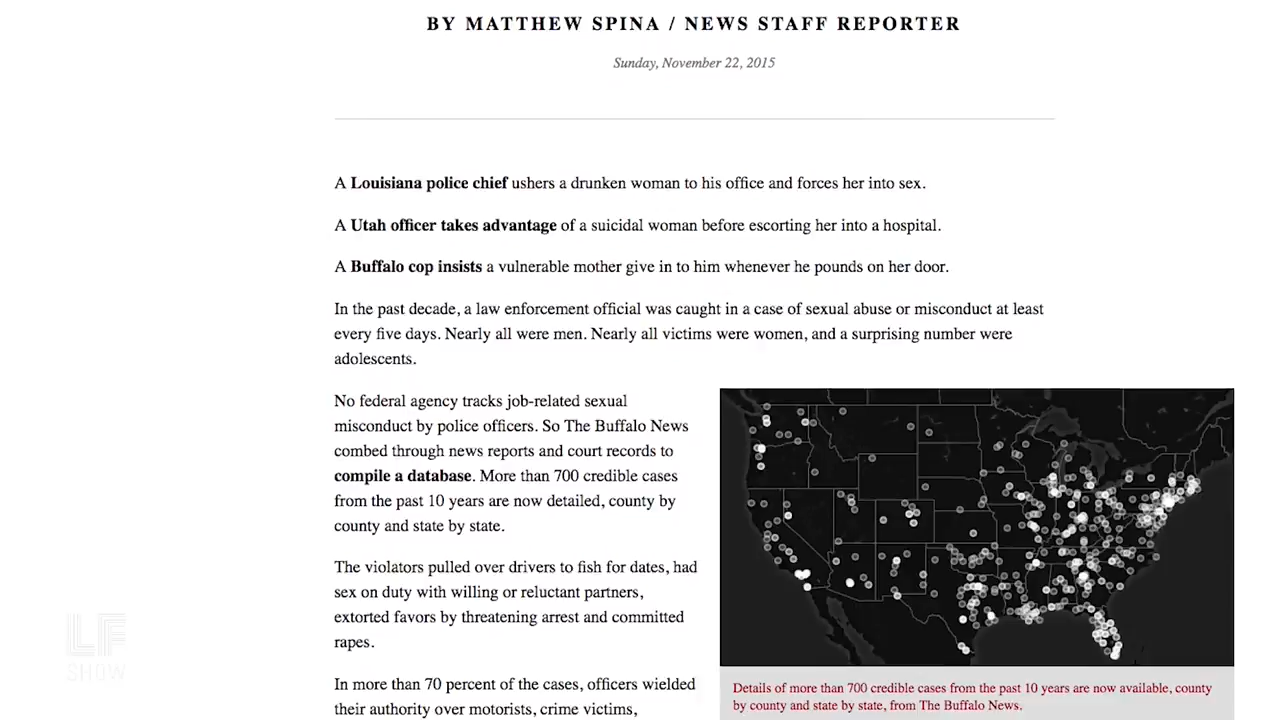 BY MATTHEW SPINA / NEWS STAFF REPORTER
Sunday, November 22, 2015
A Louisiana police chief ushers a drunken woman to his office and forces her into sex.
A Utah officer takes advantage of a suicidal woman before escorting her into a hospital.
A Buffalo cop insists a vulnerable mother give in to him whenever he pounds on her door.
In the past decade, a law enforcement official was caught in a case of sexual abuse or misconduct at least
every five days. Nearly all were men. Nearly all victims were women, and a surprising number were
adolescents.
No federal agency tracks job-related sexual
misconduct by police officers. So The Buffalo News
combed through news reports and court records to
compile a database. More than 700 credible cases
from the past 10 years are now detailed, county by
county and state by state.
The violators pulled over drivers to fish for dates, had
sex on duty with willing or reluctant partners,
extorted favors by threatening arrest and committed
rapes.
In more than 70 percent of the cases, officers wielded
their authority over motorists, crime victims,
Details of more than 700 credible cases from the past 10 years are now available, county
by county and state by state, from The Buffalo News.
LF
SHOW